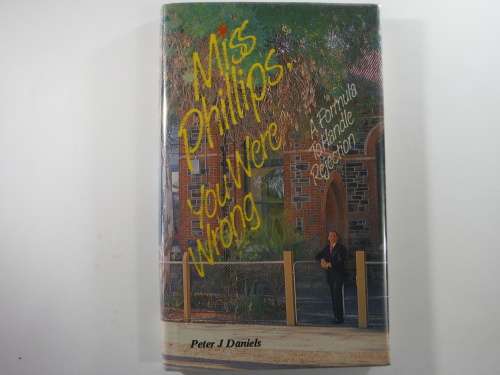 Miss
Phillips,
You Were
Wrong
A Formula
To Handle
Rejection
Peter J Daniels